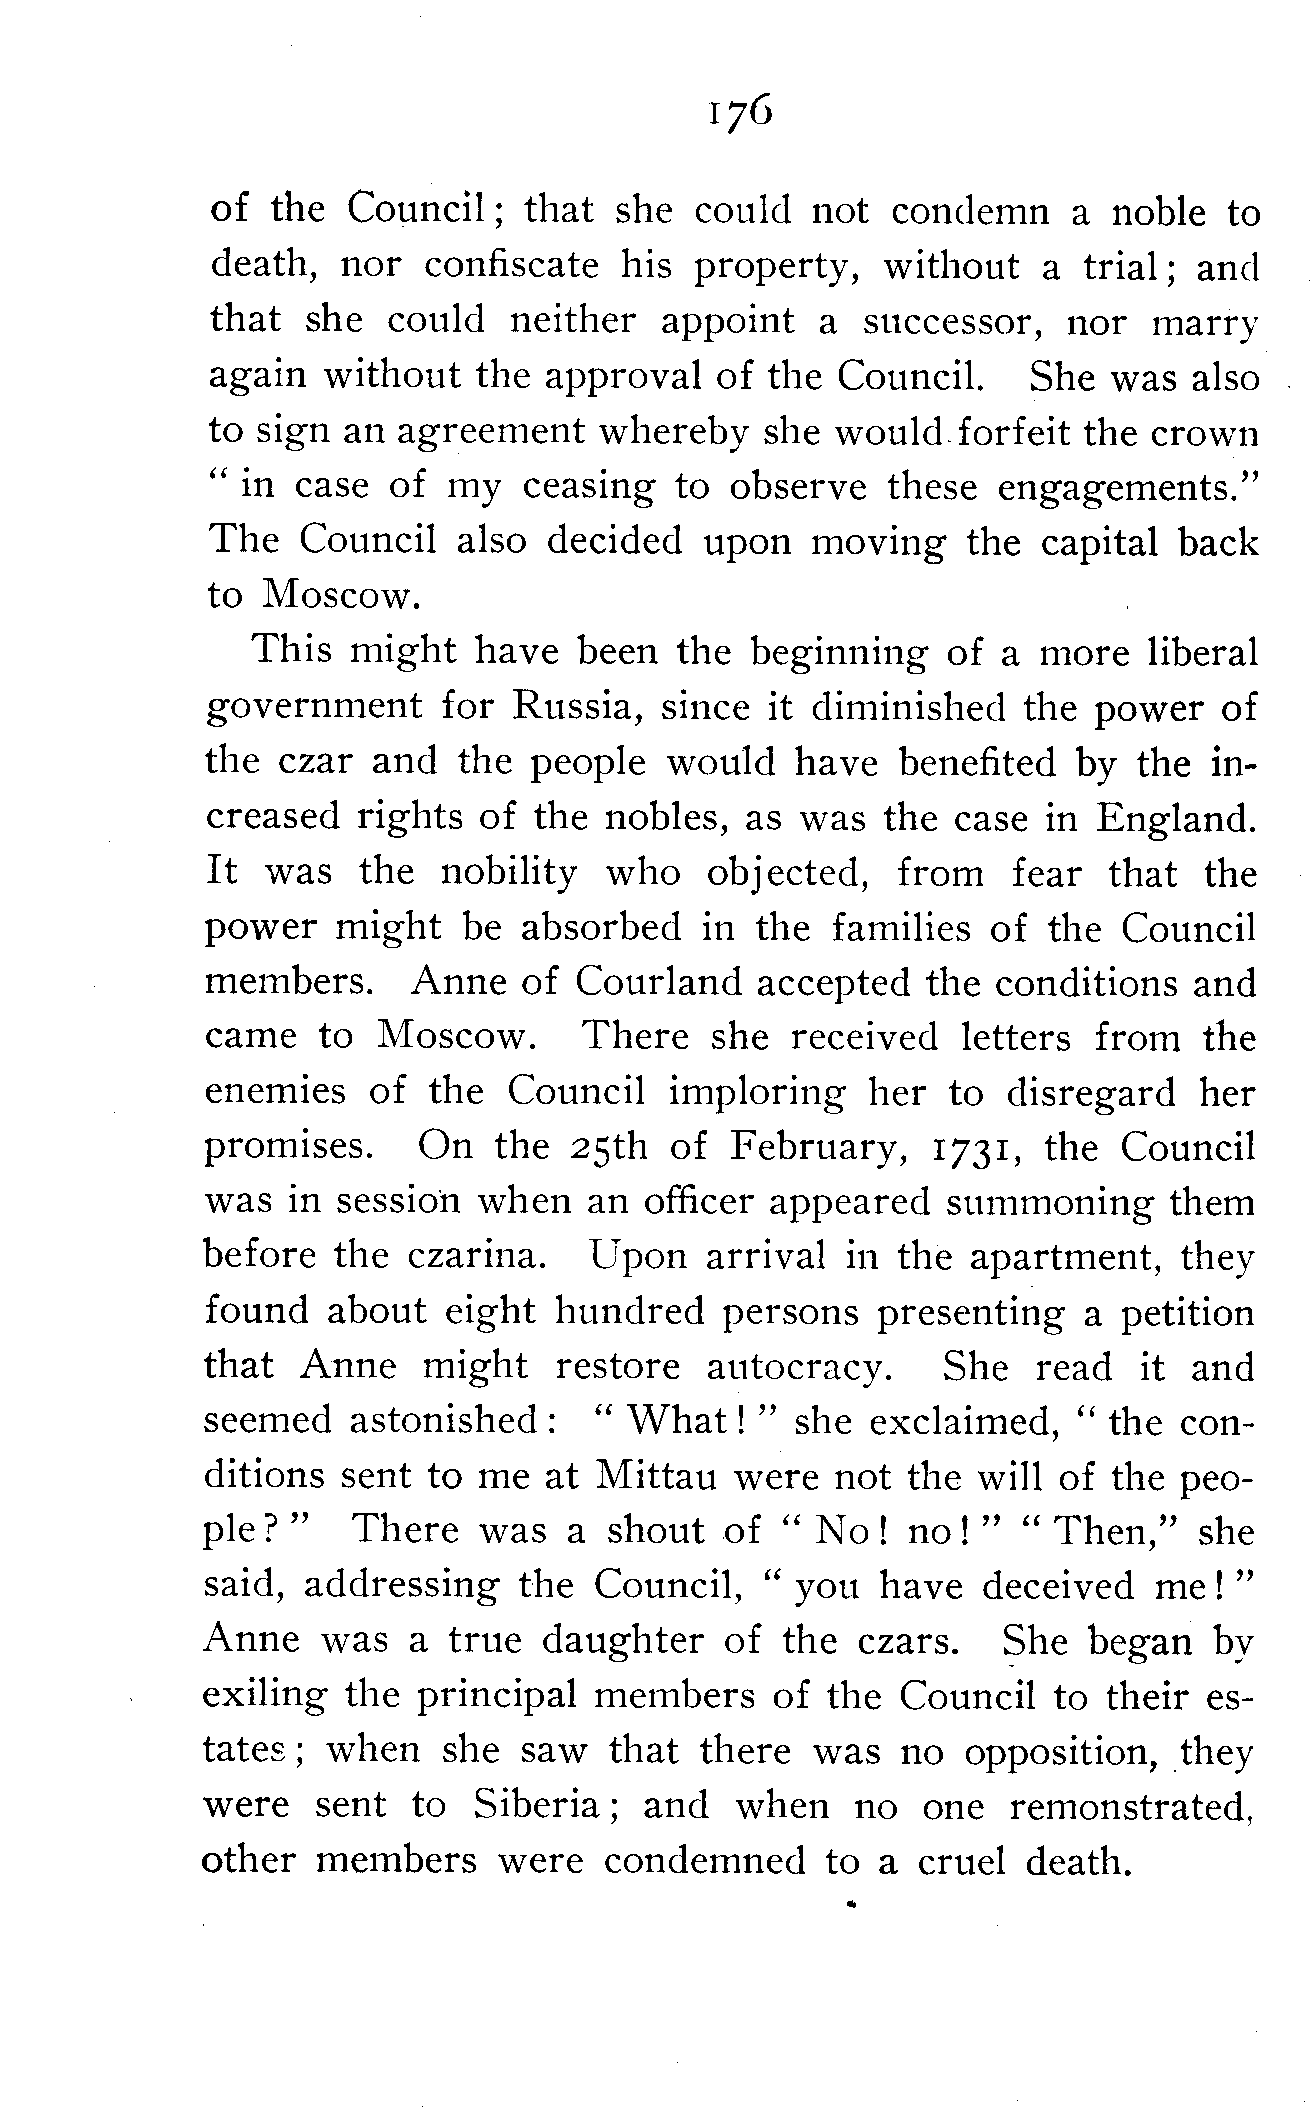 176
of the Council; that she could not condemn a noble to
death, nor confiscate his property, without a trial; and
that she could neither appoint a successor, nor marry
again without the approval of the Council. She was also
to sign an agreement whereby she would forfeit the crown
" in case of my ceasing to observe these engagements."
The Council also decided upon moving the capital back
to Moscow.
This might have been the beginning of a more liberal
government for Russia, since it diminished the power of
the czar and the people would have benefited by the in-
creased rights of the nobles, as was the case in England.
It was the nobility who objected, from fear that the
power might be absorbed in the families of the Council
members. Anne of Courland accepted the conditions and
came to Moscow. There she received letters from the
enemies of the Council imploring her to disregard her
promises. On the 25th of February, 1731, the Council
was in session when an officer appeared summoning them
before the czarina. Upon arrival in the apartment, they
found about eight hundred persons presenting a petition
that Anne might restore autocracy. She read it and
seemed astonished: " What! " she exclaimed, " the con-
ditions sent to me at Mittau were not the will of the peo-
ple? " There was a shout of " No! no! " " Then," she
said, addressing the Council, " you have deceived me! "
Anne was a true daughter of the czars. She began by
exiling the principal members of the Council to their es-
tates; when she saw that there was no opposition, they
were sent to Siberia; and when no one remonstrated,
other members were condemned to a cruel death.